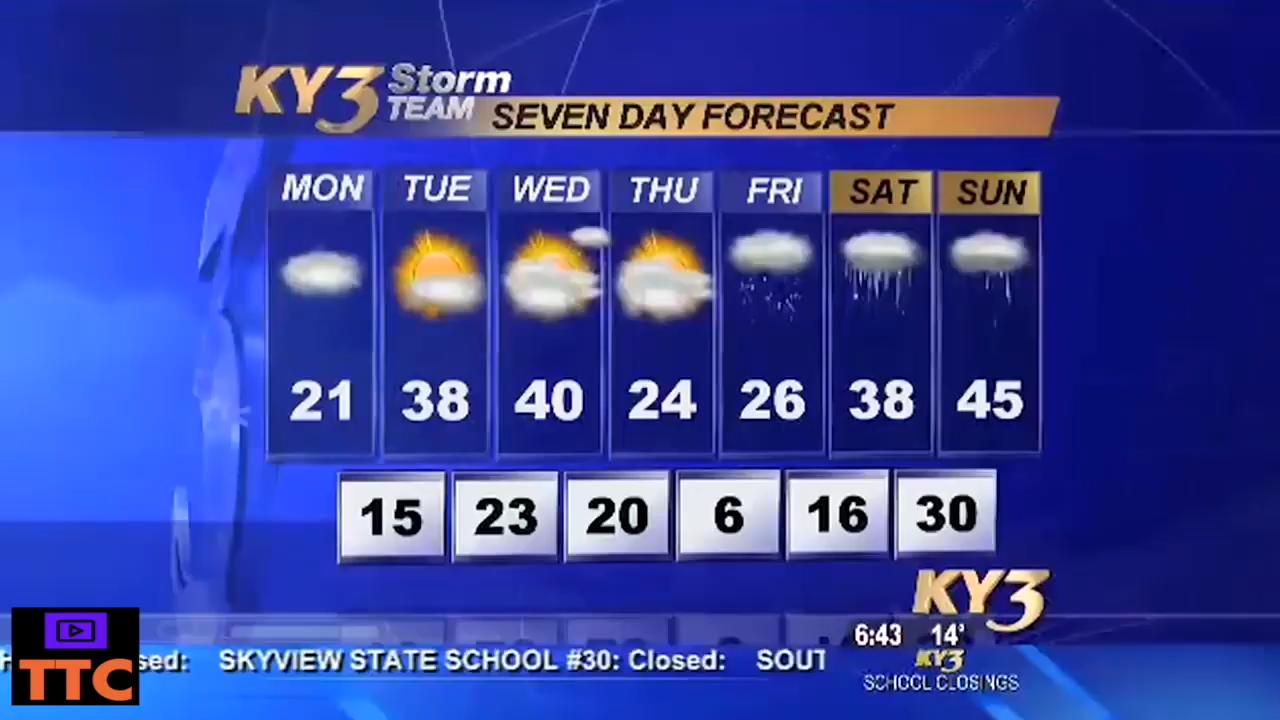 KY3 Storm TEAM SEVEN DAY FORECAST
MON TUE WED THU FRI SAT SUN
21 38 40 24 26 38 45
15 23 20 6 16 30
KY3
6:43 14°
sed: SKYVIEW STATE SCHOOL #30: Closed: SOUT
KY3
SCHOOL CLOSINGS
TTC